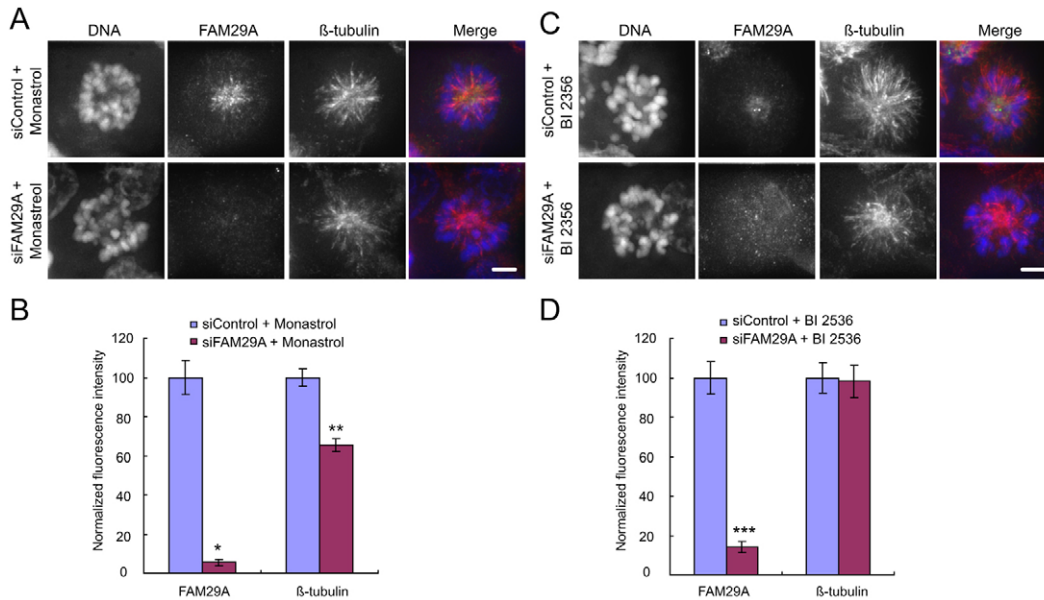 A
DNA FAM29A ß-tubulin Merge
siControl +
Monastrol
siFAM29A +
Monastreol
B
siControl + Monastrol
siFAM29A + Monastrol
Normalized fluorescence intensity
120
100
80
60
40
20
0
*
**
FAM29A ß-tubulin
C
DNA FAM29A ß-tubulin Merge
siControl +
BI 2356
siFAM29A +
BI 2356
D
siControl + BI 2536
siFAM29A + BI 2536
Normalized fluorescence intensity
120
100
80
60
40
20
0
***
FAM29A ß-tubulin